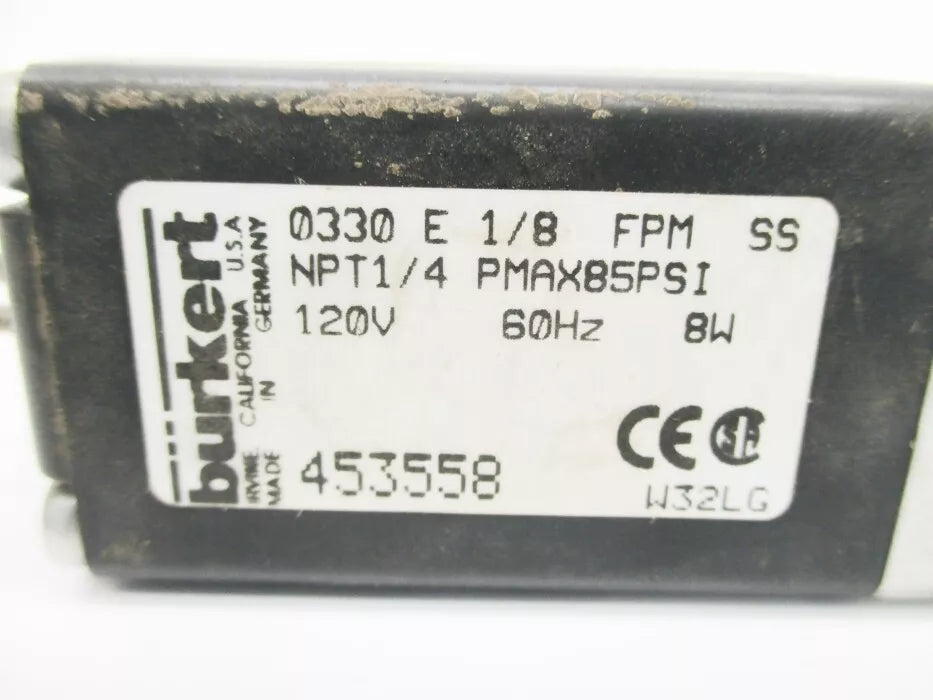 burkert
IRVINE CALIFORNIA U.S.A
MADE IN GERMANY
0330 E 1/8 FPM SS
NPT1/4 PMAX85PSI
120V 60Hz 8W
453558
CE SA
W32LG